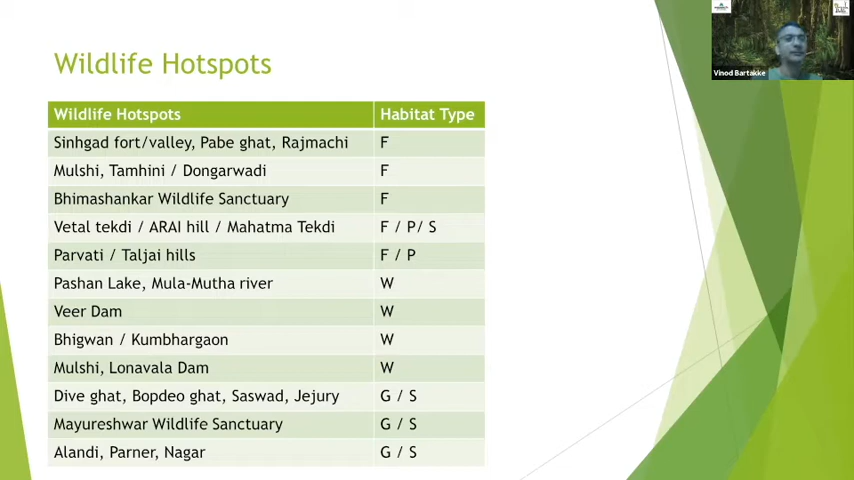 Wildlife Hotspots
Wildlife Hotspots Habitat Type
Sinhgad fort/valley, Pabe ghat, Rajmachi F
Mulshi, Tamhini / Dongarwadi F
Bhimashankar Wildlife Sanctuary F
Vetal tekdi / ARAI hill / Mahatma Tekdi F / P/ S
Parvati / Taljai hills F / P
Pashan Lake, Mula-Mutha river W
Veer Dam W
Bhigwan / Kumbhargaon W
Mulshi, Lonavala Dam W
Dive ghat, Bopdeo ghat, Saswad, Jejury G / S
Mayureshwar Wildlife Sanctuary G / S
Alandi, Parner, Nagar G / S
Vinod Bartakke